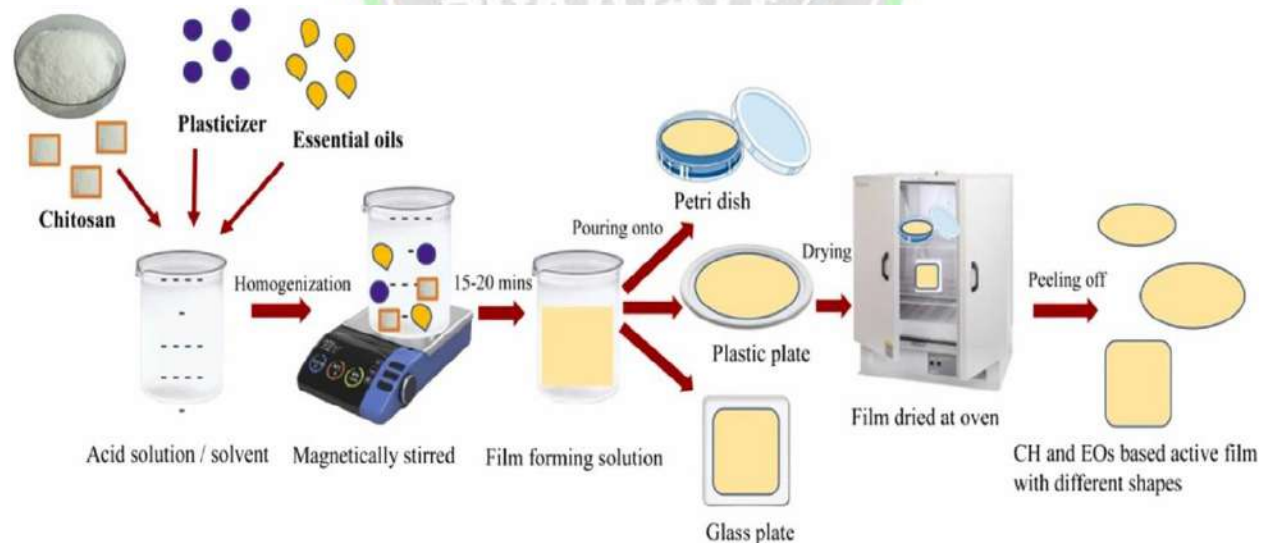 Plasticizer
Essential oils
Chitosan
Petri dish
Pouring onto
Drying
Homogenization
15-20 mins
Peeling off
Plastic plate
Acid solution / solvent
Magnetically stirred
Film forming solution
Film dried at oven
CH and EOs based active film
with different shapes
Glass plate